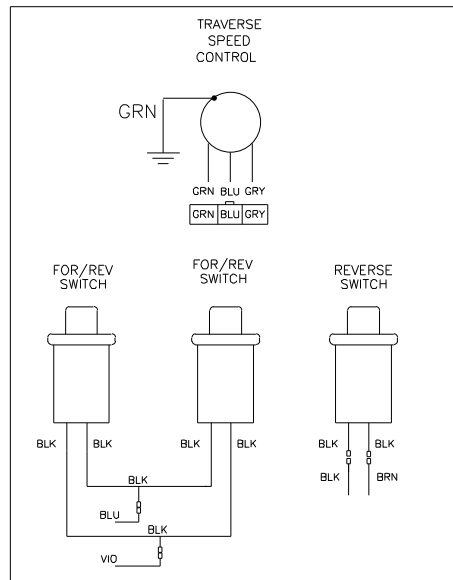 TRAVERSE
SPEED
CONTROL
GRN
GRN BLU GRY
GRN BLU GRY
FOR/REV
SWITCH
FOR/REV
SWITCH
REVERSE
SWITCH
BLK BLK BLK BLK BLK BLK
BLK
BLK BRN
BLU
BLK
VIO